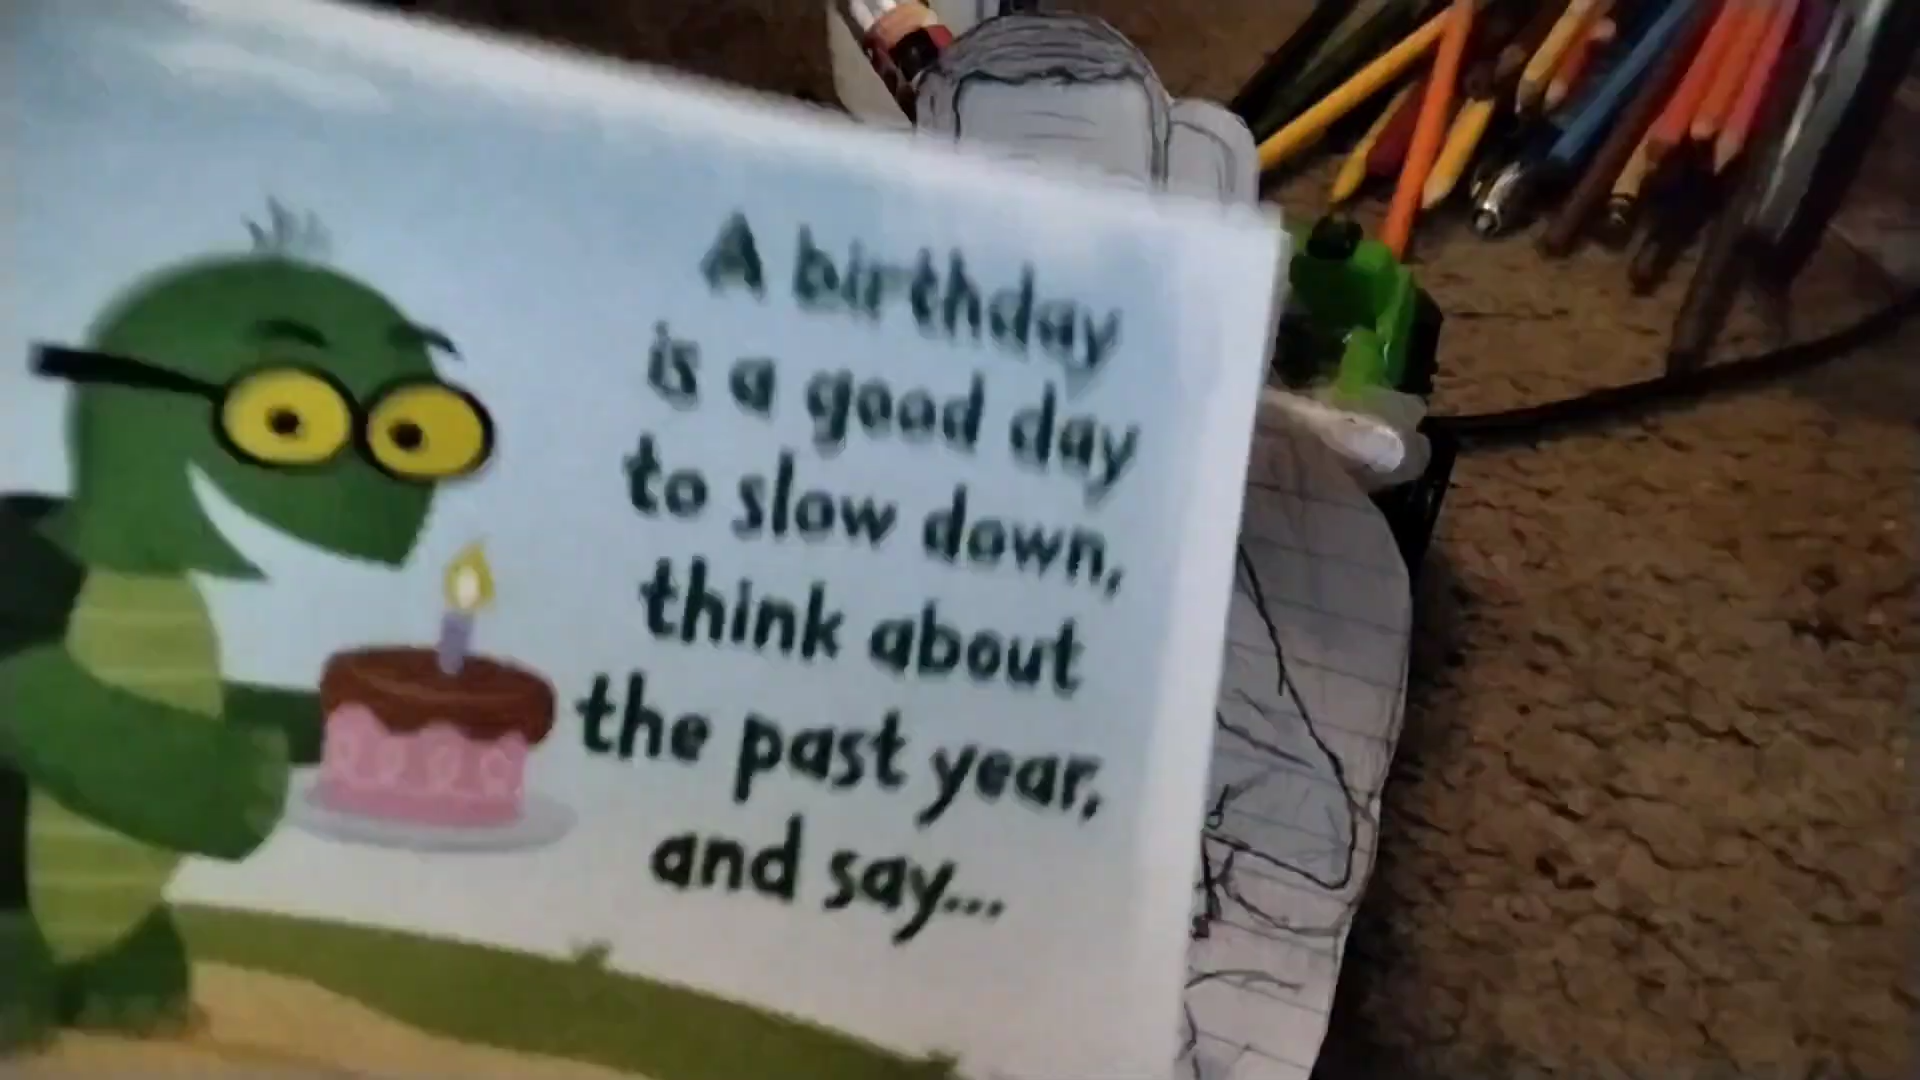 A birthday
is a good day
to slow down,
think about
the past year,
and say...